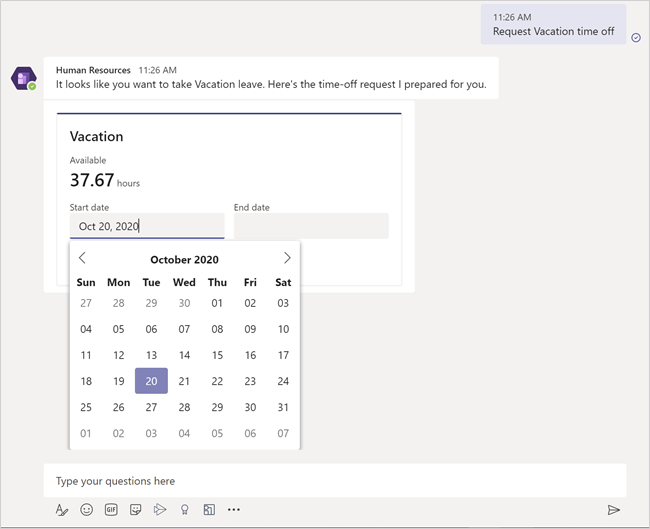 11:26 AM
Request Vacation time off
Human Resources 11:26 AM
It looks like you want to take Vacation leave. Here's the time-off request I prepared for you.
Vacation
Available
37.67 hours
Start date End date
Oct 20, 2020
October 2020
Sun Mon Tue Wed Thu Fri Sat
27 28 29 30 01 02 03
04 05 06 07 08 09 10
11 12 13 14 15 16 17
18 19 20 21 22 23 24
25 26 27 28 29 30 31
01 02 03 04 05 06 07
Type your questions here
GIF